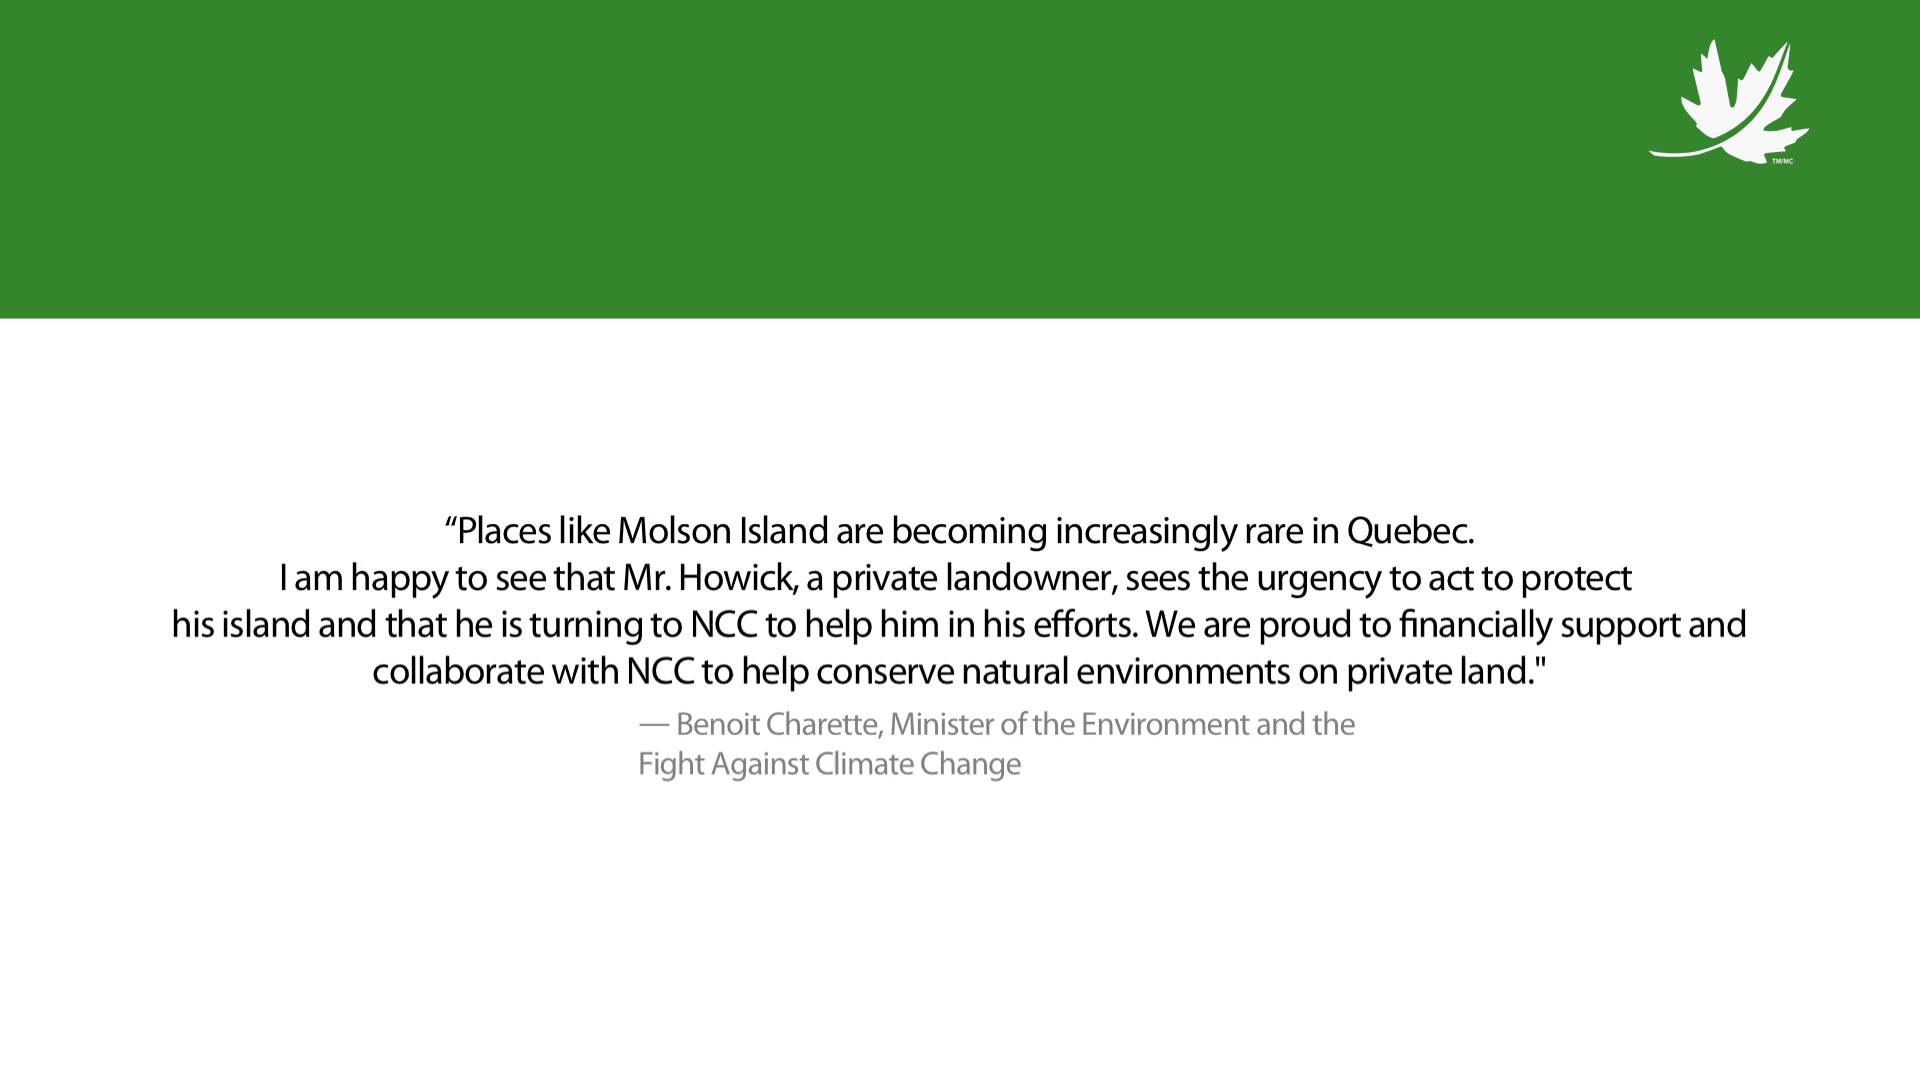 TM/MC
“Places like Molson Island are becoming increasingly rare in Quebec.
I am happy to see that Mr. Howick, a private landowner, sees the urgency to act to protect
his island and that he is turning to NCC to help him in his efforts. We are proud to financially support and
collaborate with NCC to help conserve natural environments on private land."
— Benoit Charette, Minister of the Environment and the
Fight Against Climate Change